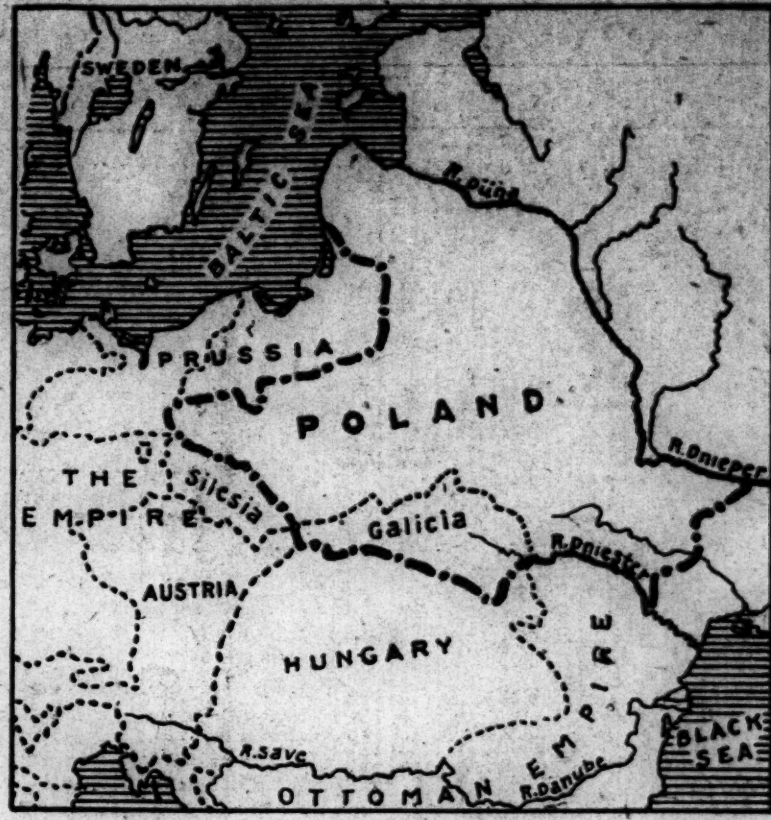 SWEDEN
BALTIC SEA
R. Düna
PRUSSIA
POLAND
R. Dnieper
THE
EMPIRE
Silesia
Galicia
R. Dniester
AUSTRIA
HUNGARY
R. Save
OTTOMAN EMPIRE
R. Danube
BLACK
SEA